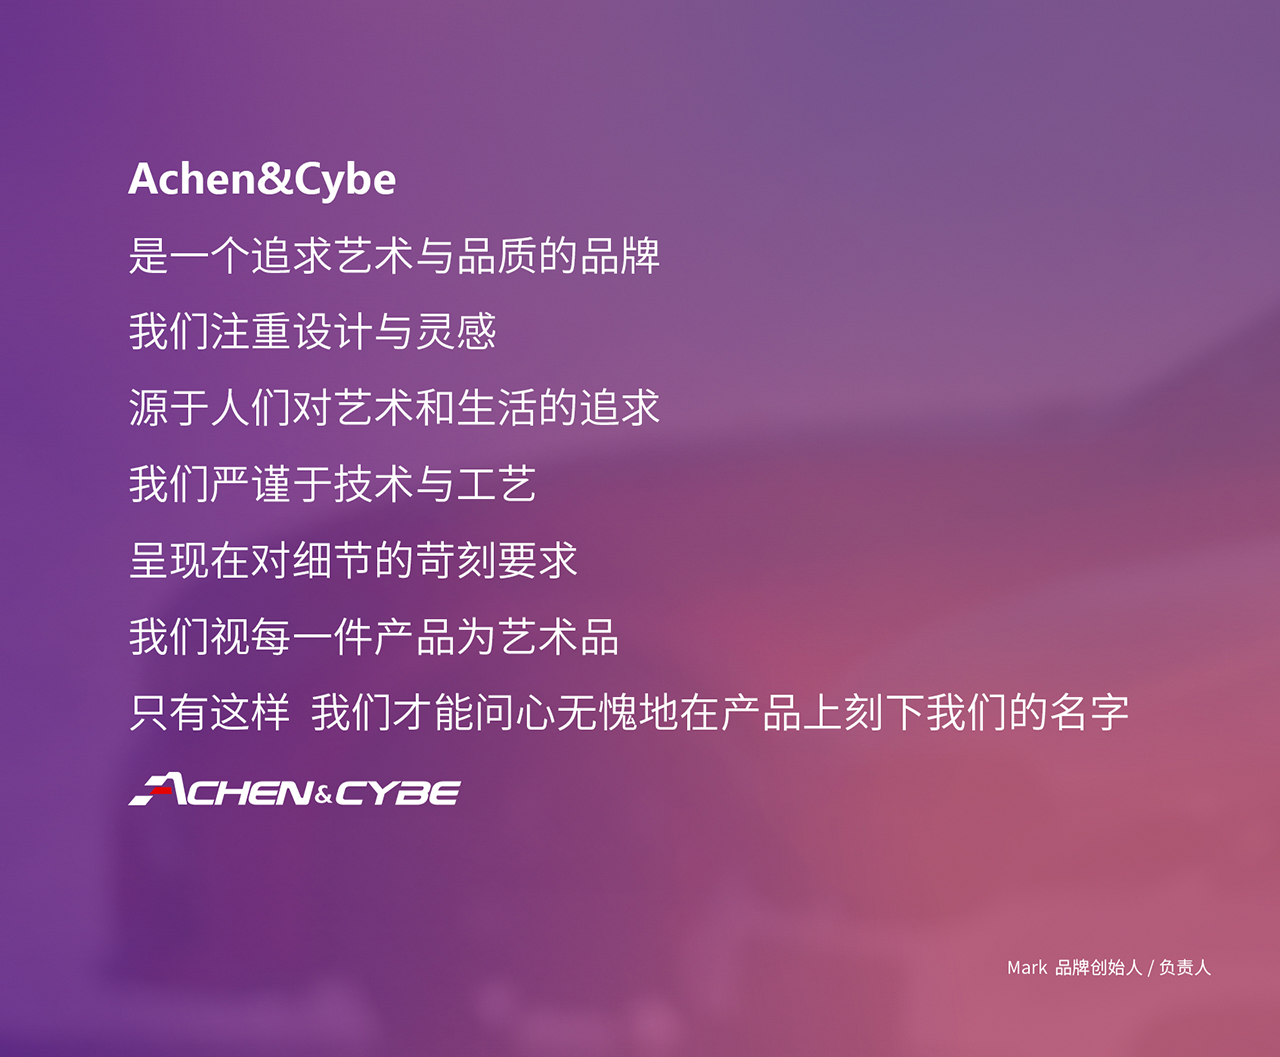 Achen&Cybe
是一个追求艺术与品质的品牌
我们注重设计与灵感
源于人们对艺术和生活的追求
我们严谨于技术与工艺
呈现在对细节的苛刻要求
我们视每一件产品为艺术品
只有这样 我们才能问心无愧地在产品上刻下我们的名字
ACHEN&CYBE
Mark 品牌创始人 / 负责人